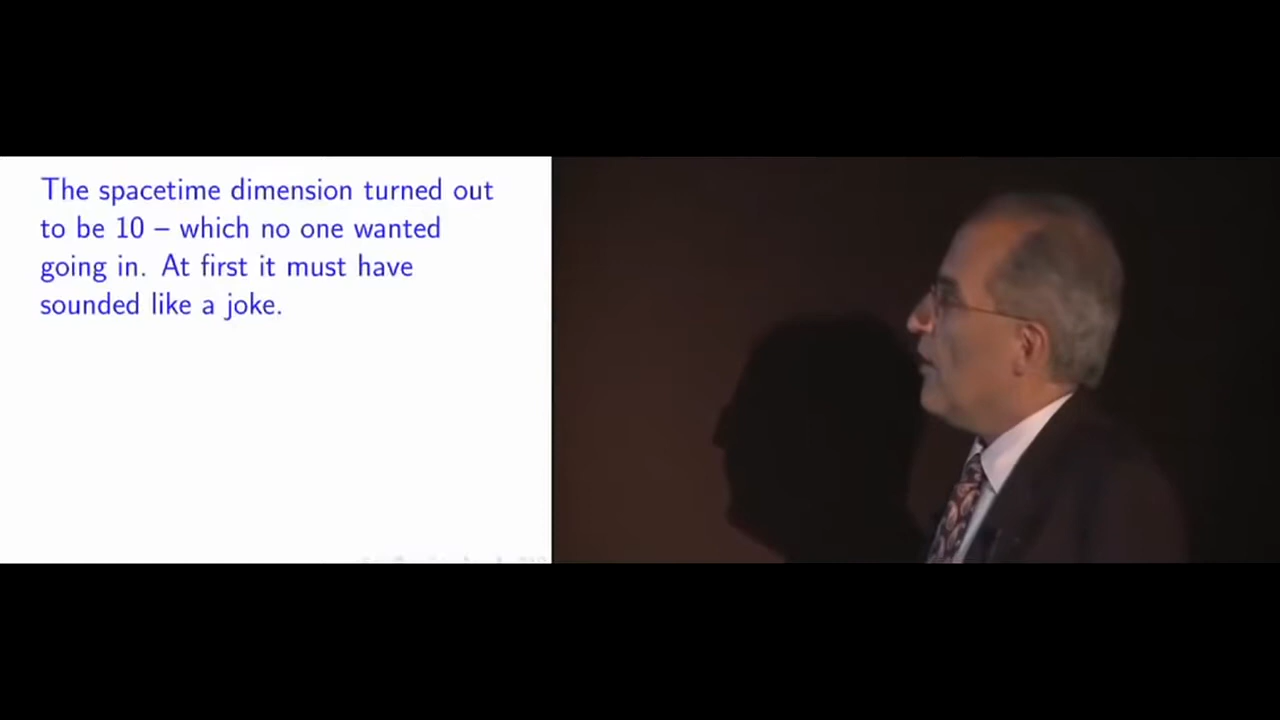 The spacetime dimension turned out
to be 10 – which no one wanted
going in. At first it must have
sounded like a joke.